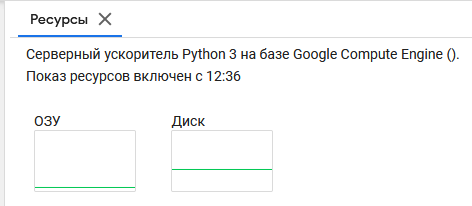 Ресурсы
Серверный ускоритель Python 3 на базе Google Compute Engine ().
Показ ресурсов включен с 12:36
ОЗУ Диск